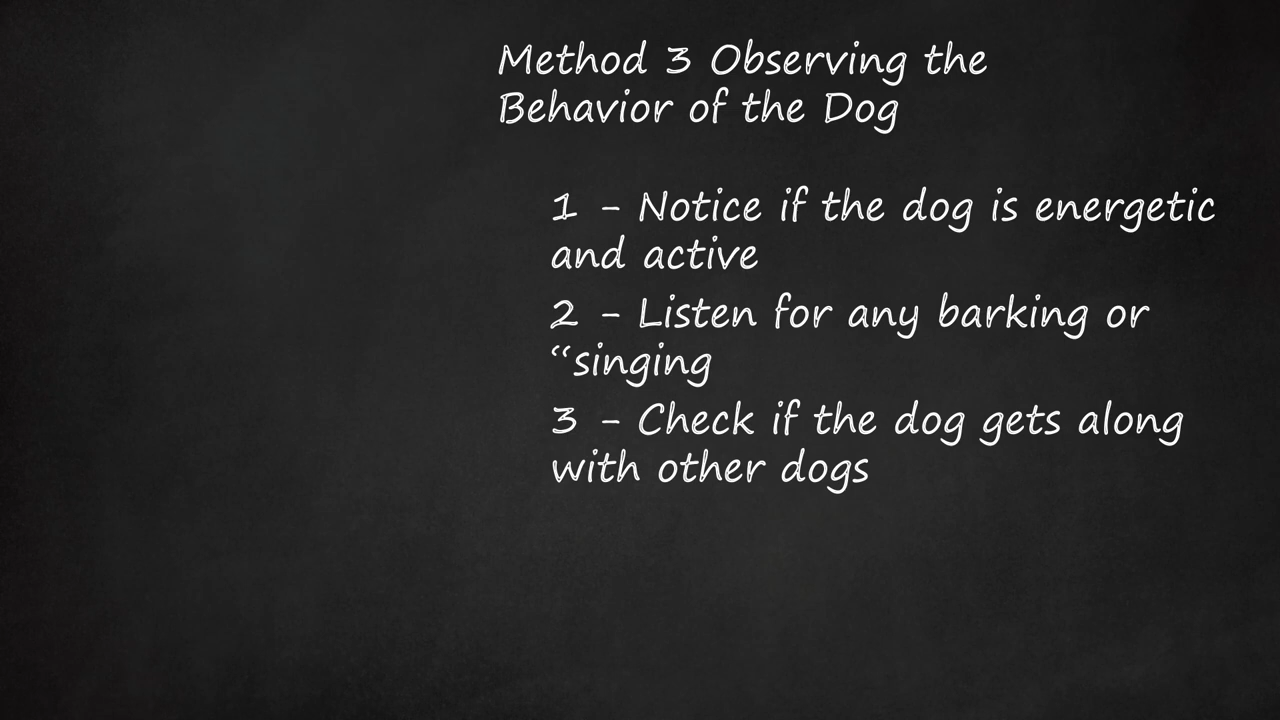 Method 3 Observing the
Behavior of the Dog
1 - Notice if the dog is energetic
and active
2 - Listen for any barking or
“singing
3 - Check if the dog gets along
with other dogs